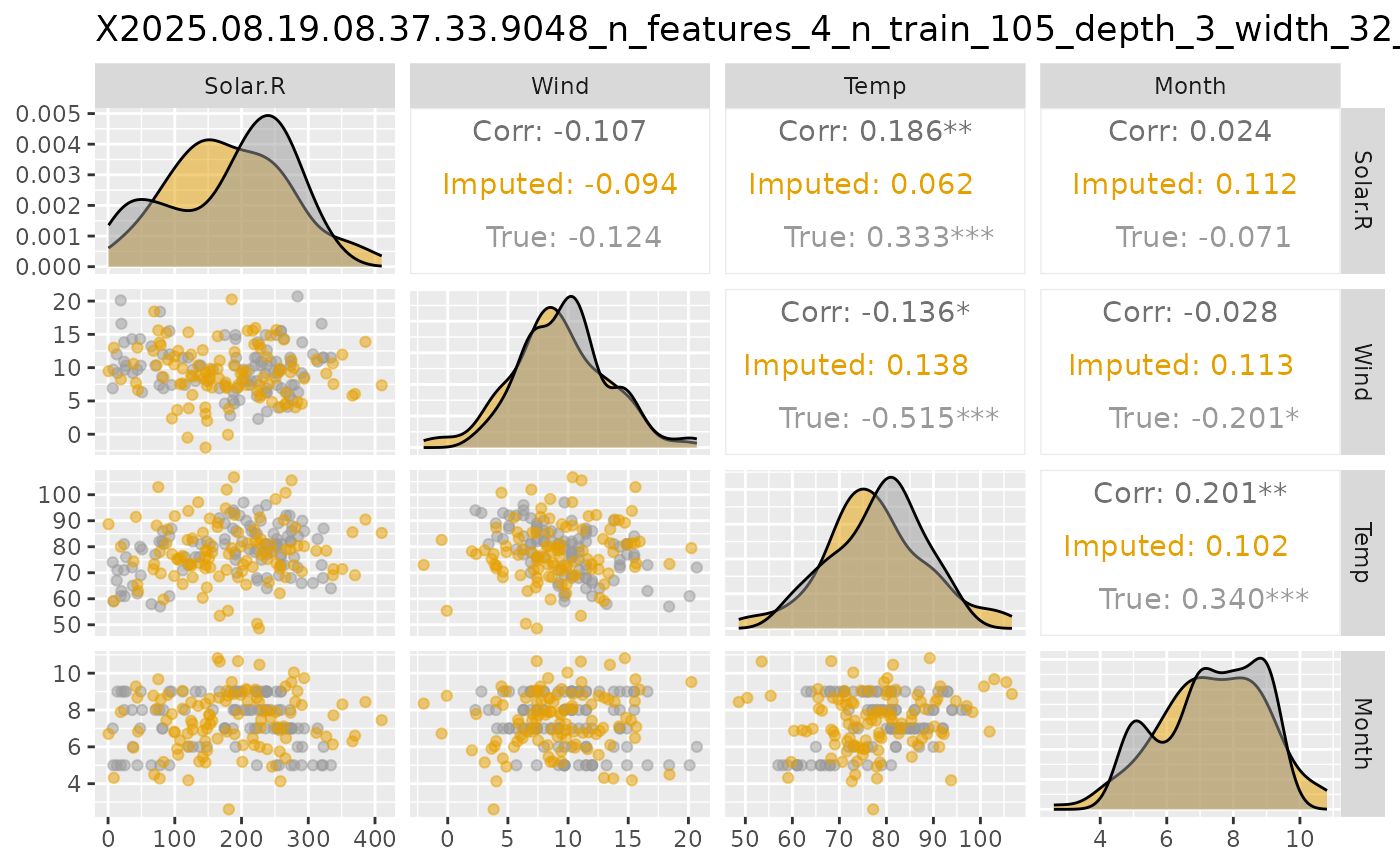 X2025.08.19.08.37.33.9048_n_features_4_n_train_105_depth_3_width_32_
Solar.R
Wind
Temp
Month
0.005
0.004
0.003
0.002
0.001
0.000
Corr: -0.107
Imputed: -0.094
True: -0.124
Corr: 0.186**
Imputed: 0.062
True: 0.333***
Corr: 0.024
Imputed: 0.112
True: -0.071
Solar.R
20
15
10
5
0
Corr: -0.136*
Imputed: 0.138
True: -0.515***
Corr: -0.028
Imputed: 0.113
True: -0.201*
Wind
100
90
80
70
60
50
Corr: 0.201**
Imputed: 0.102
True: 0.340***
Temp
10
8
6
4
Month
0 100 200 300 400
0 5 10 15 20
50 60 70 80 90 100
4 6 8 10